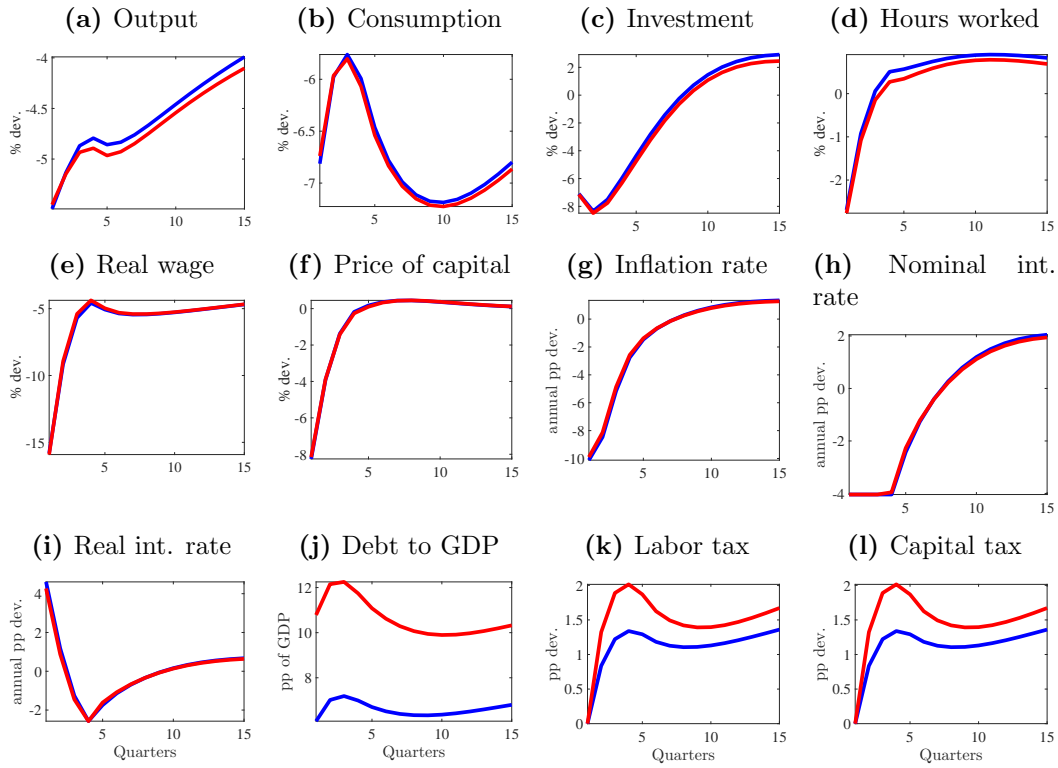 (a) Output
-4
-4.5
-5
% dev.
5
10
15
(b) Consumption
-6
-6.5
-7
% dev.
5
10
15
(c) Investment
2
0
-2
-4
-6
-8
% dev.
5
10
15
(d) Hours worked
0
-1
-2
% dev.
5
10
15
(e) Real wage
-5
-10
-15
% dev.
5
10
15
(f) Price of capital
0
-2
-4
-6
-8
% dev.
5
10
15
(g) Inflation rate
0
-2
-4
-6
-8
-10
annual pp dev.
5
10
15
(h) Nominal int.
rate
2
0
-2
-4
annual pp dev.
5
10
15
(i) Real int. rate
4
2
0
-2
annual pp dev.
5
10
15
Quarters
(j) Debt to GDP
12
10
8
pp of GDP
5
10
15
Quarters
(k) Labor tax
2
1.5
1
0.5
0
pp dev.
5
10
15
Quarters
(l) Capital tax
2
1.5
1
0.5
0
pp dev.
5
10
15
Quarters